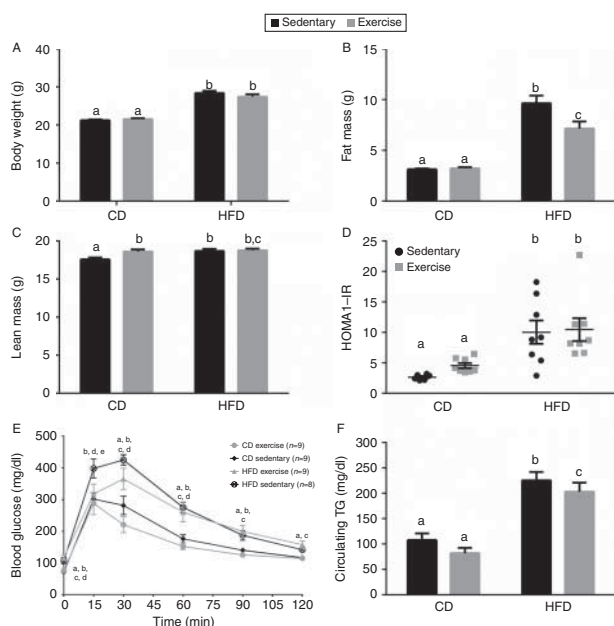 Sedentary Exercise
A
Body weight (g)
40
30
20
10
0
a a
b b
CD HFD
B
Fat mass (g)
15
10
5
0
a a
b
c
CD HFD
C
Lean mass (g)
20
15
10
5
0
a b
b b,c
CD HFD
D
HOMA1–IR
25
20
15
10
5
0
Sedentary
Exercise
a a
b b
CD HFD
E
Blood glucose (mg/dl)
500
400
300
200
100
0
CD exercise (n=9)
CD sedentary (n=9)
HFD exercise (n=9)
HFD sedentary (n=8)
a, b,
c, d
b, d, e
a, b,
c, d
a, b,
c, d
a, b,
c
a, c
0 15 30 45 60 75 90 105 120
Time (min)
F
Circulating TG (mg/dl)
250
200
150
100
50
0
a a
b c
CD HFD